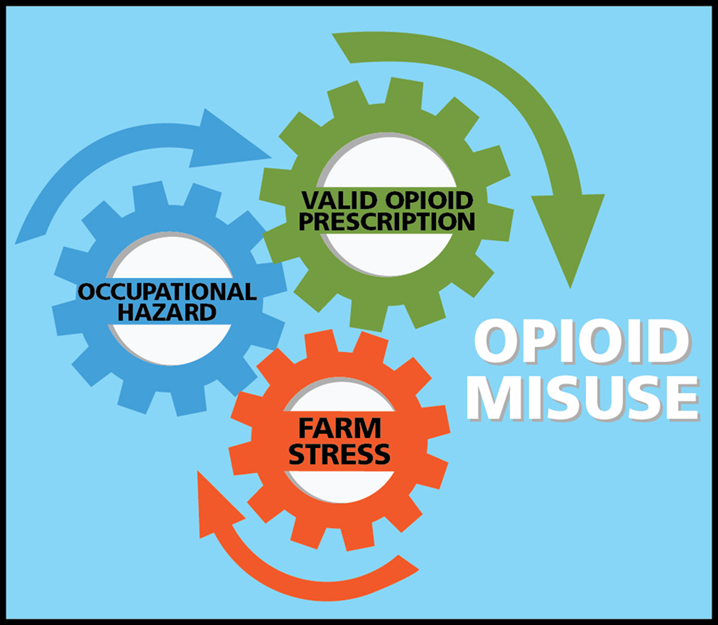 VALID OPIOID
PRESCRIPTION
OCCUPATIONAL
HAZARD
OPIOID
MISUSE
FARM
STRESS